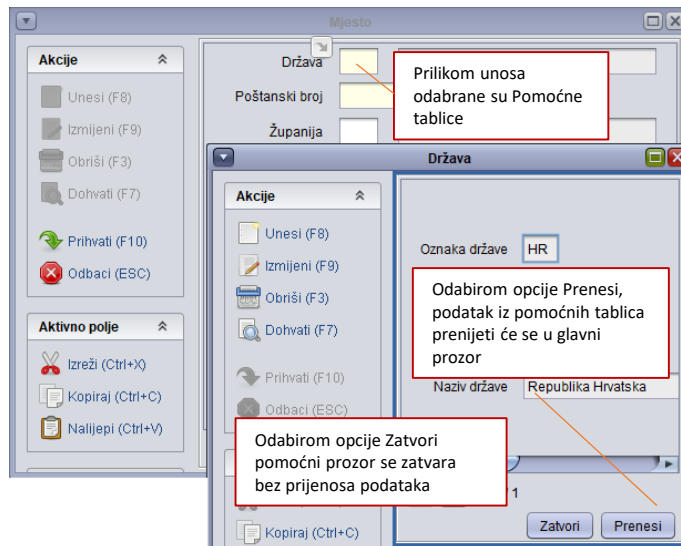 Mjesto
Akcije
Unesi (F8)
Izmijeni (F9)
Obriši (F3)
Dohvati (F7)
Prihvati (F10)
Odbaci (ESC)
Aktivno polje
Izreži (Ctrl+X)
Kopiraj (Ctrl+C)
Nalijepi (Ctrl+V)
Država
Poštanski broj
Županija
Prilikom unosa
odabrane su Pomoćne
tablice
Država
Akcije
Unesi (F8)
Izmijeni (F9)
Obriši (F3)
Dohvati (F7)
Prihvati (F10)
Odbaci (ESC)
Kopiraj (Ctrl+C)
Oznaka države HR
Odabirom opcije Prenesi,
podatak iz pomoćnih tablica
prenijeti će se u glavni
prozor
Naziv države Republika Hrvatska
Odabirom opcije Zatvori
pomoćni prozor se zatvara
bez prijenosa podataka
1
Zatvori Prenesi